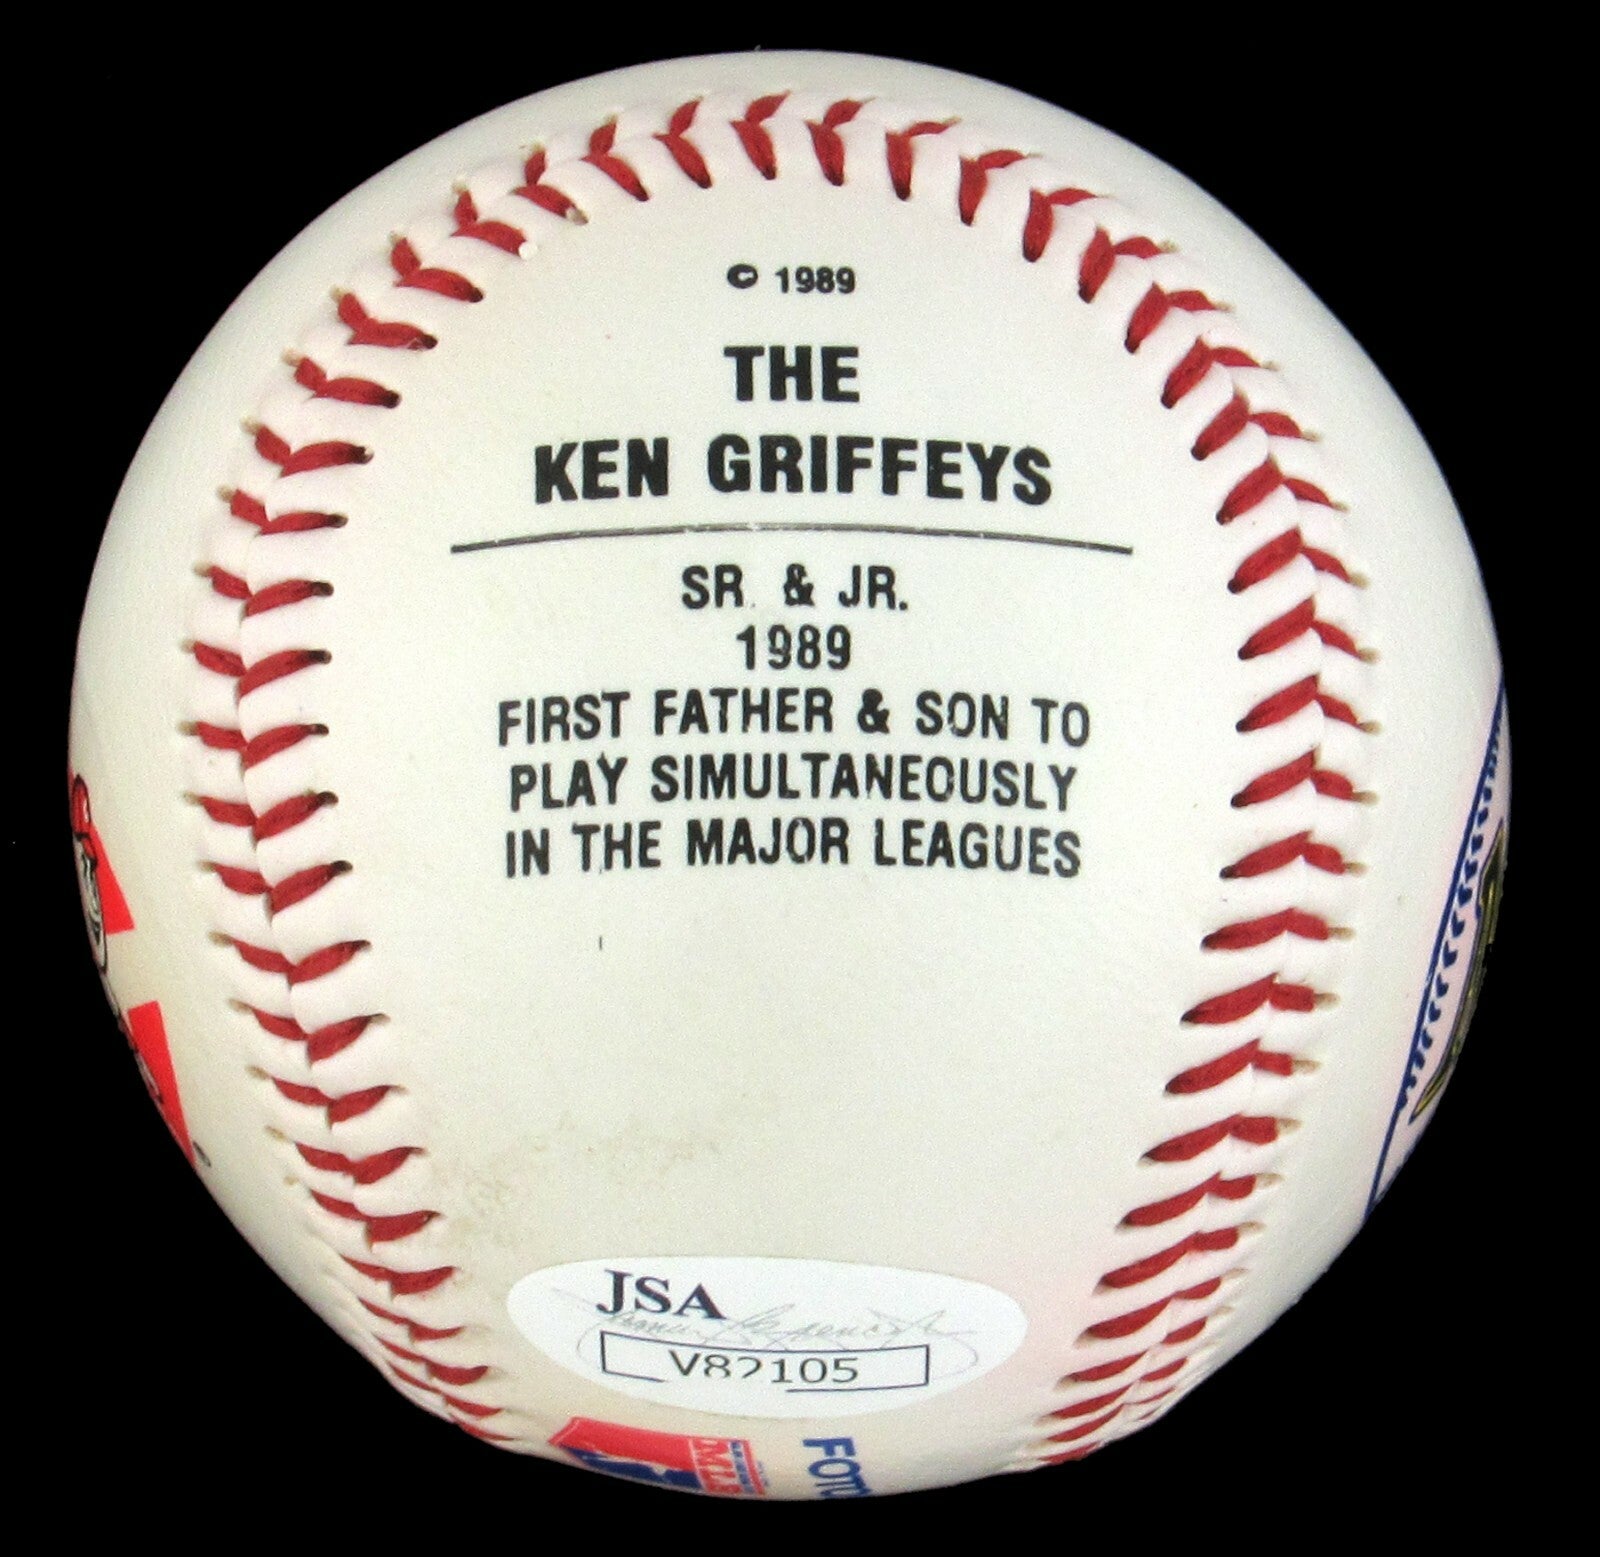 © 1989
THE
KEN GRIFFEYS
SR. & JR.
1989
FIRST FATHER & SON TO
PLAY SIMULTANEOUSLY
IN THE MAJOR LEAGUES
JSA
V82105